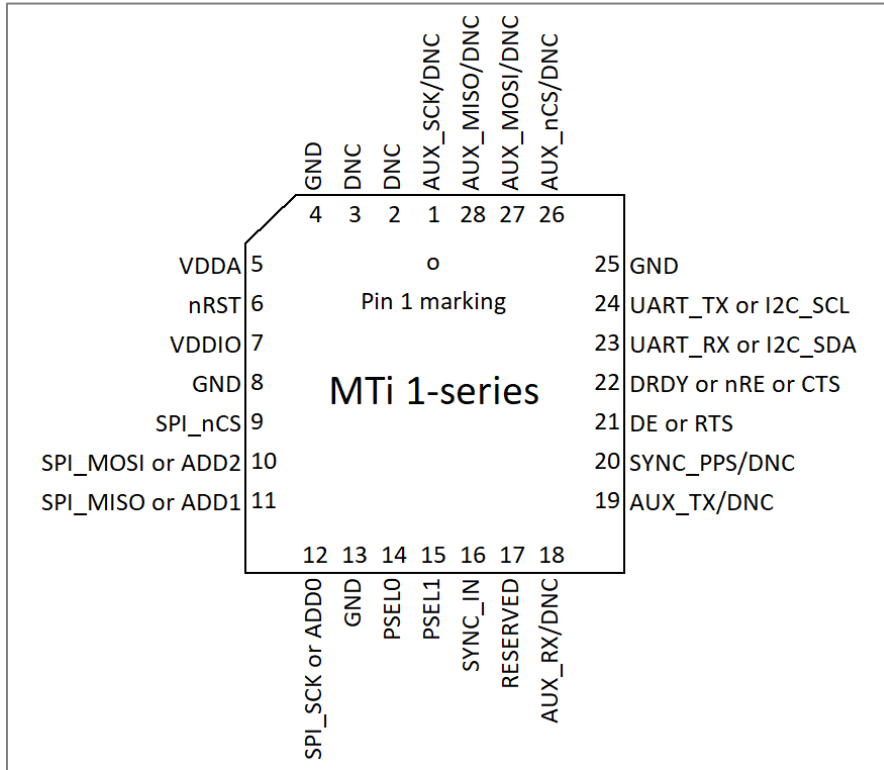 GND
DNC
DNC
AUX_SCK/DNC
AUX_MISO/DNC
AUX_MOSI/DNC
AUX_nCS/DNC
4 3 2 1 28 27 26
VDDA 5 o 25 GND
nRST 6 Pin 1 marking 24 UART_TX or I2C_SCL
VDDIO 7 23 UART_RX or I2C_SDA
GND 8 MTi 1-series 22 DRDY or nRE or CTS
SPI_nCS 9 21 DE or RTS
SPI_MOSI or ADD2 10 20 SYNC_PPS/DNC
SPI_MISO or ADD1 11 19 AUX_TX/DNC
12 13 14 15 16 17 18
SPI_SCK or ADD0
GND
PSEL0
PSEL1
SYNC_IN
RESERVED
AUX_RX/DNC